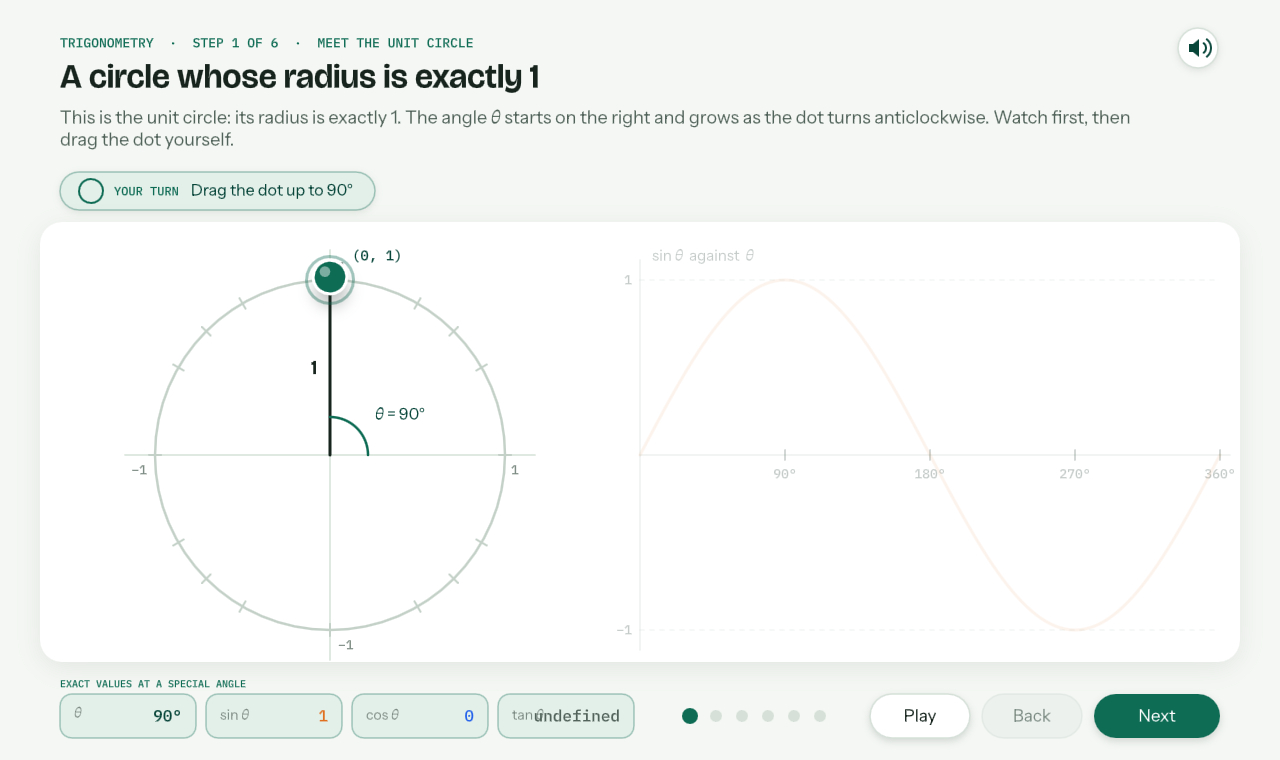 TRIGONOMETRY · STEP 1 OF 6 · MEET THE UNIT CIRCLE
A circle whose radius is exactly 1
This is the unit circle: its radius is exactly 1. The angle θ starts on the right and grows as the dot turns anticlockwise. Watch first, then
drag the dot yourself.
YOUR TURN Drag the dot up to 90°
(0, 1)
1
θ = 90°
−1
1
−1
sin θ against θ
1
90°
180°
270°
360°
−1
EXACT VALUES AT A SPECIAL ANGLE
θ 90°
sin θ 1
cos θ 0
tan θ undefined
Play
Back
Next